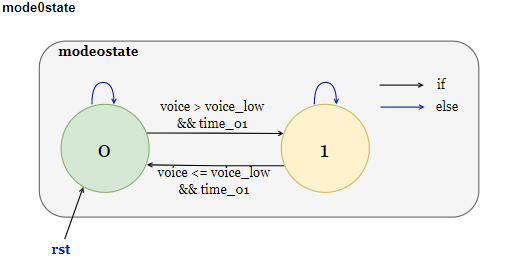 mode0state
modeostate
if
else
voice > voice_low
&& time_01
0
1
voice <= voice_low
&& time_01
rst